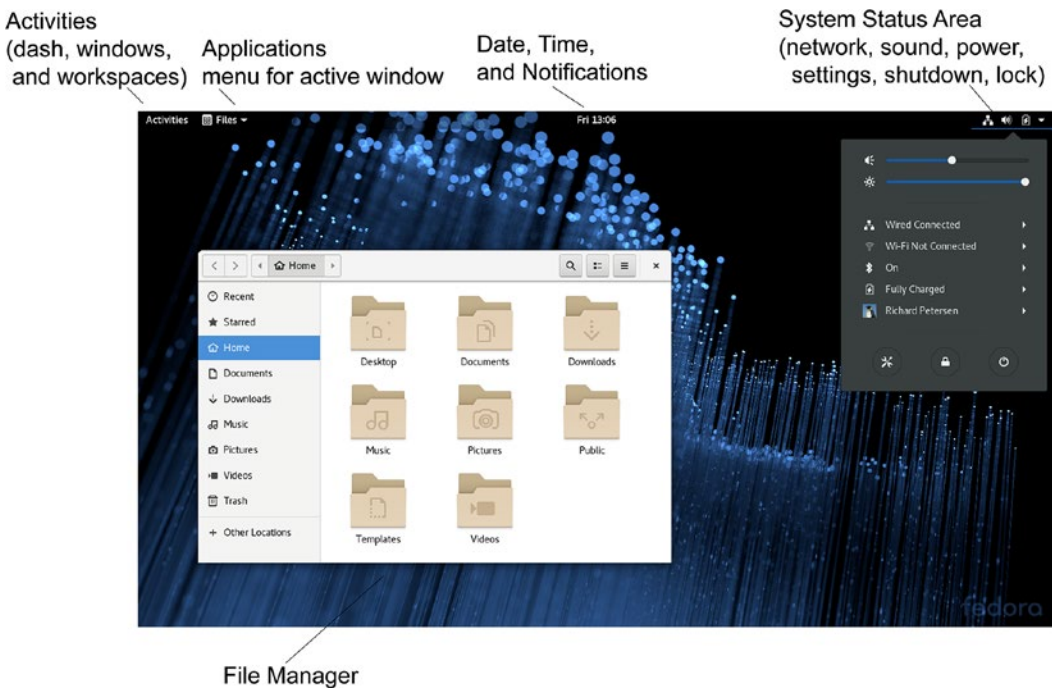 Activities
(dash, windows,
and workspaces)
Applications
menu for active window
Date, Time,
and Notifications
System Status Area
(network, sound, power,
settings, shutdown, lock)
Activities
Files
Fri 13:06
Wired Connected
Wi-Fi Not Connected
On
Fully Charged
Richard Petersen
Home
Recent
Starred
Home
Documents
Downloads
Music
Pictures
Videos
Trash
Other Locations
Desktop Documents Downloads
Music Pictures Public
Templates Videos
fedora
File Manager